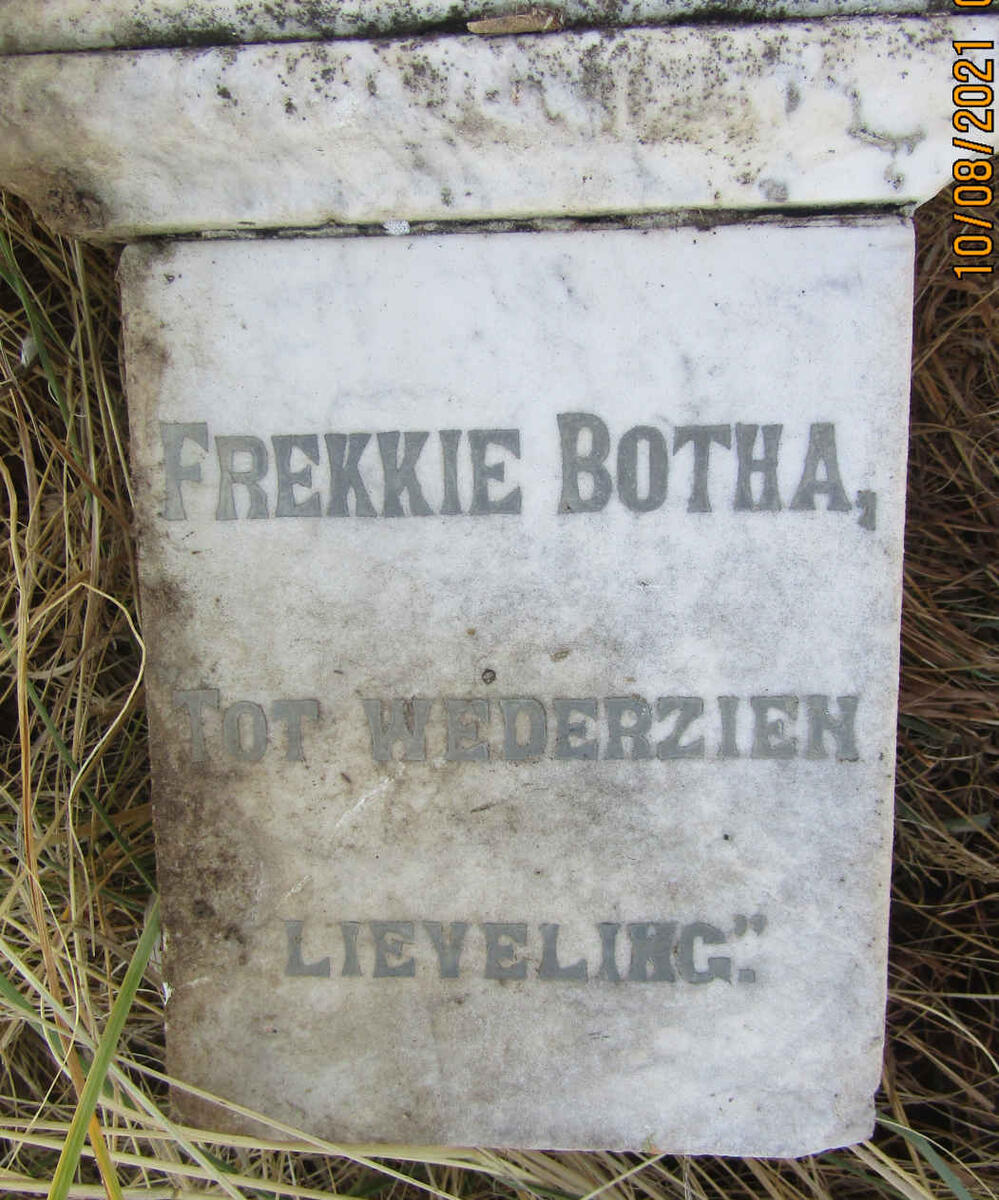 FREKKIE BOTHA,
TOT WEDERZIEN
LIEVELING."
10/08/2021